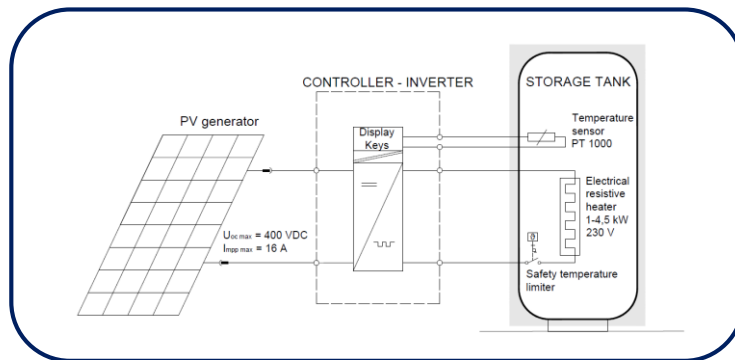 CONTROLLER - INVERTER
STORAGE TANK
PV generator
Display
Keys
Temperature
sensor
PT 1000
Electrical
resistive
heater
1-4,5 kW
230 V
Uoc max = 400 VDC
Impp max = 16 A
Safety temperature
limiter